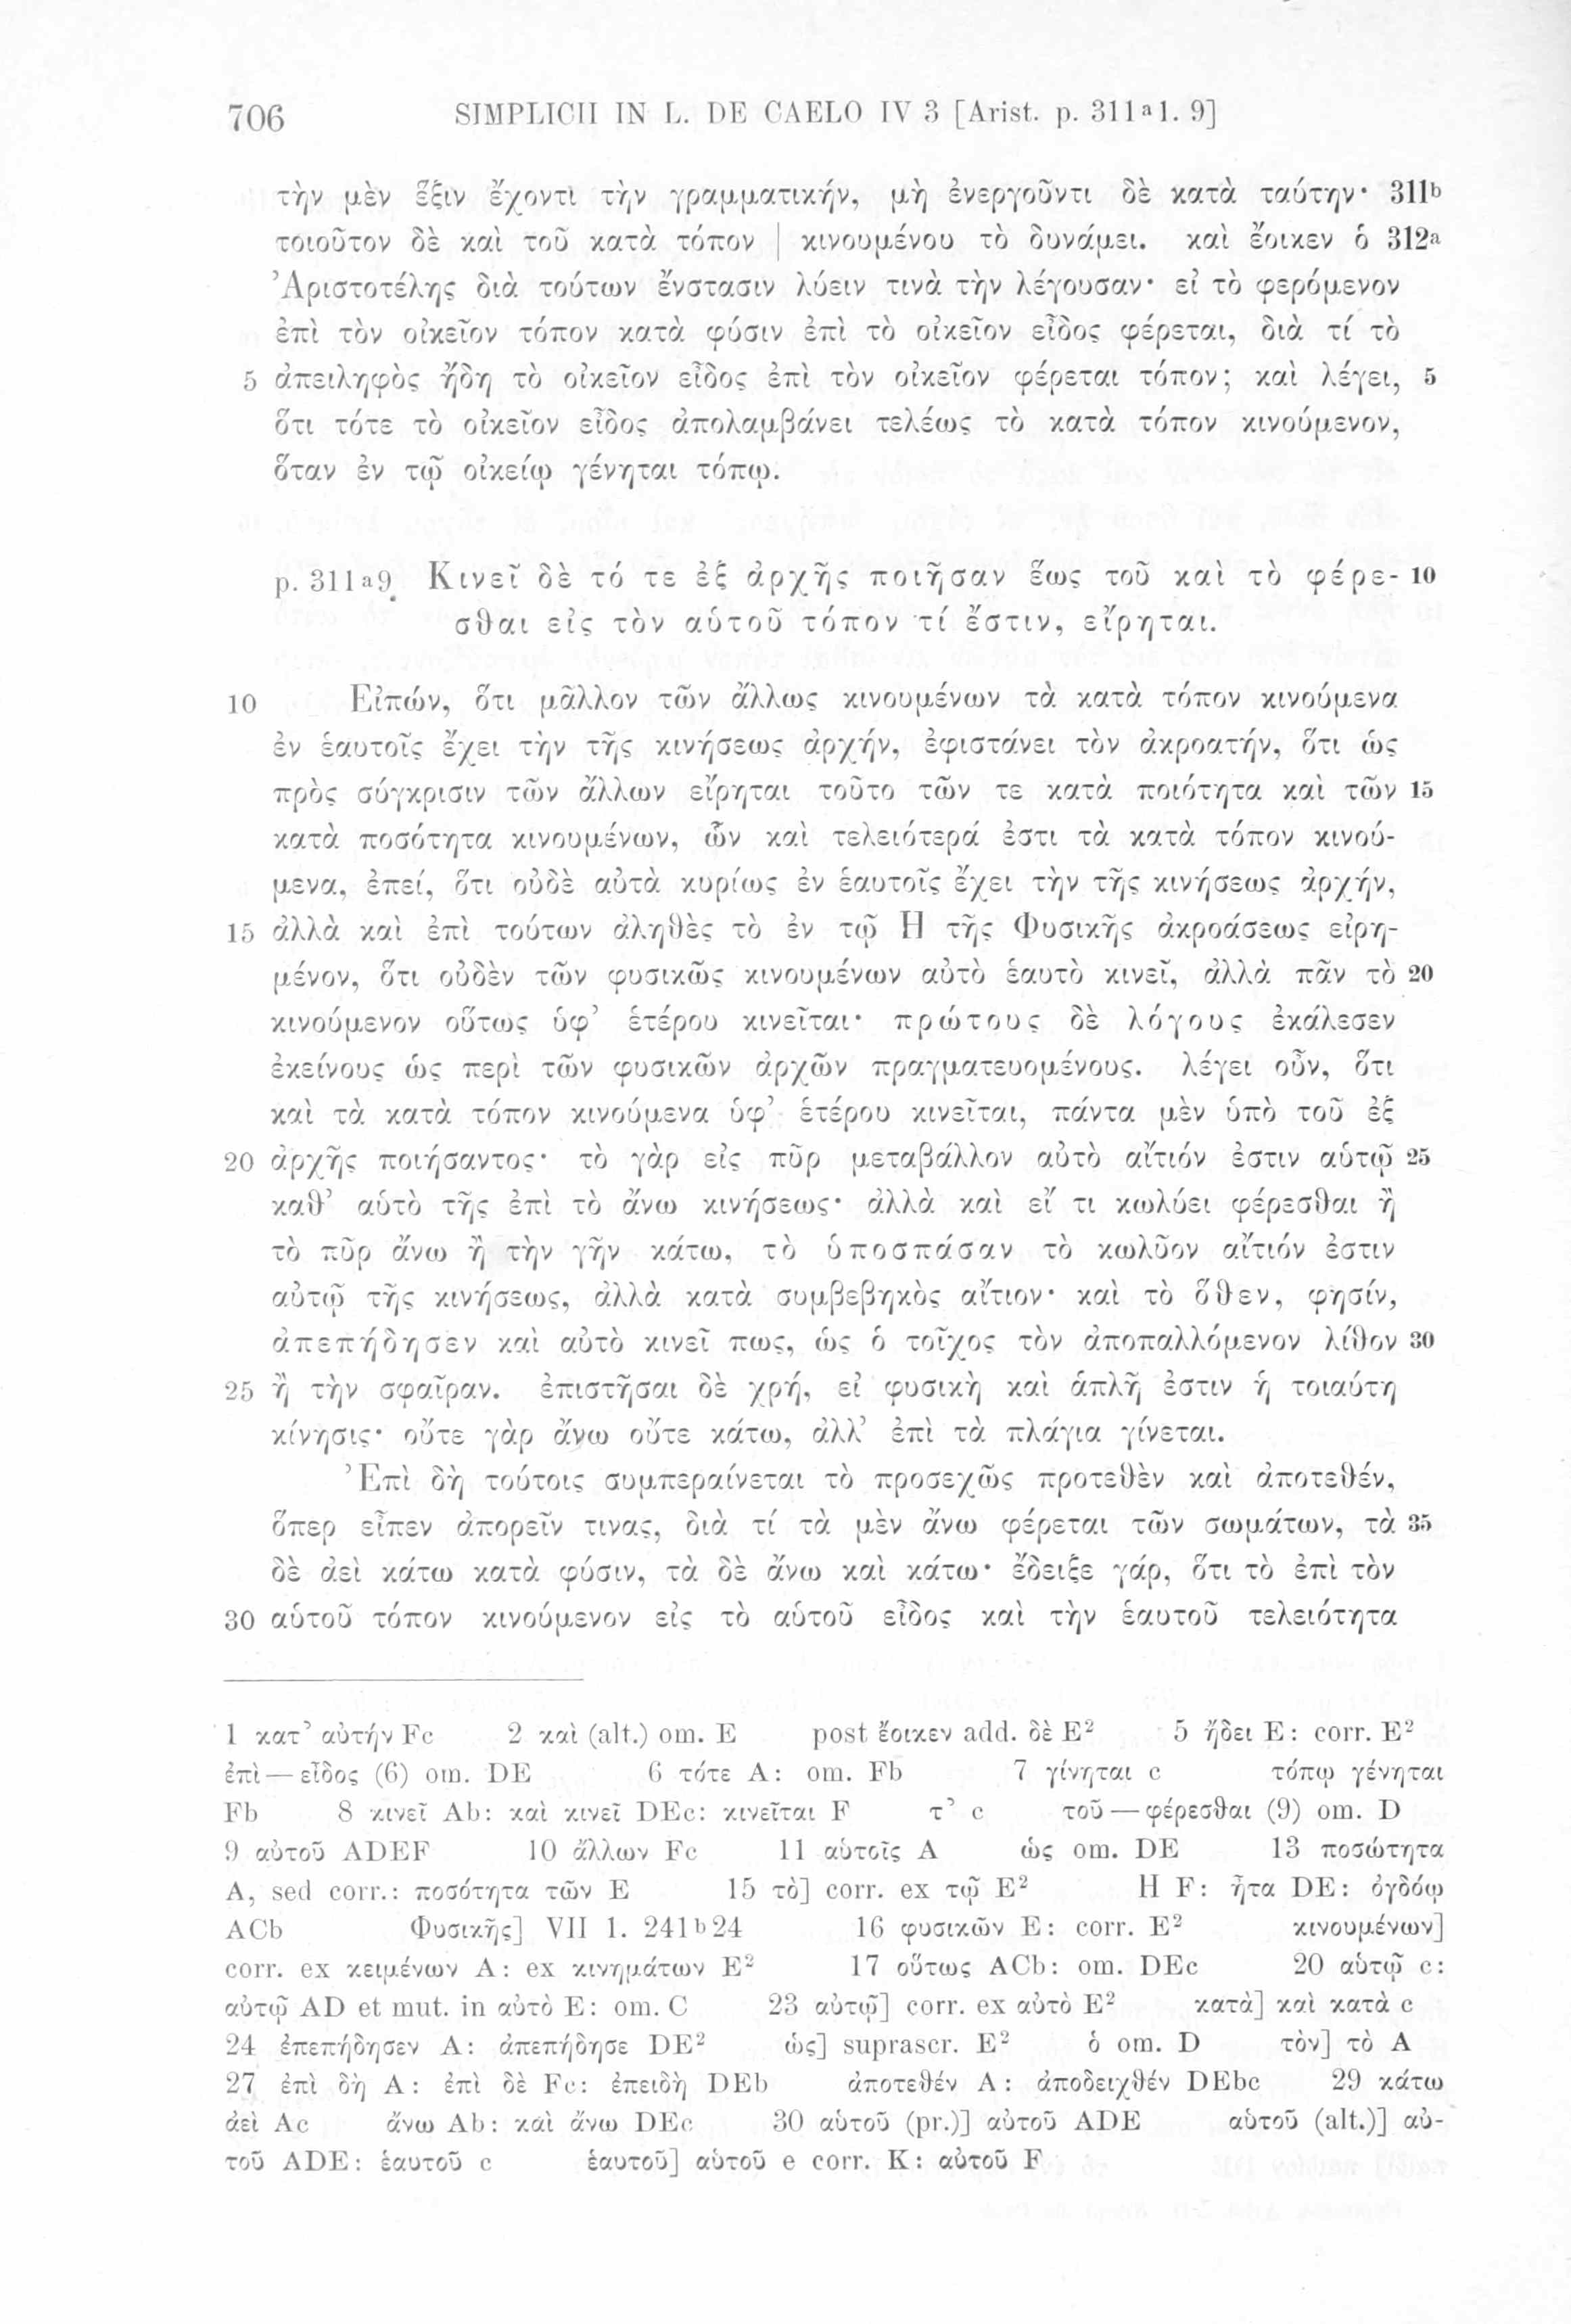 706 SIMPLICII IN L. DE CAELO IV 3 [Arist. p. 311ª1. 9]
τὴν μὲν ἕξιν ἔχοντι τὴν γραμματικήν, μὴ ἐνεργοῦντι δὲ κατὰ ταύτην· 311ᵇ
τοιοῦτον δὲ καὶ τοῦ κατὰ τόπον | κινουμένου τὸ δυνάμει. καὶ ἔοικεν ὁ 312ª
Ἀριστοτέλης διὰ τούτων ἔνστασιν λύειν τινὰ τὴν λέγουσαν· εἰ τὸ φερόμενον
ἐπὶ τὸν οἰκεῖον τόπον κατὰ φύσιν ἐπὶ τὸ οἰκεῖον εἶδος φέρεται, διὰ τί τὸ
5 ἀπειληφὸς ἤδη τὸ οἰκεῖον εἶδος ἐπὶ τὸν οἰκεῖον φέρεται τόπον; καὶ λέγει, 5
ὅτι τότε τὸ οἰκεῖον εἶδος ἀπολαμβάνει τελέως τὸ κατὰ τόπον κινούμενον,
ὅταν ἐν τῷ οἰκείῳ γένηται τόπῳ.
p. 311ª9 Κινεῖ δὲ τό τε ἐξ ἀρχῆς ποιῆσαν ἕως τοῦ καὶ τὸ φέρε- 10
σθαι εἰς τὸν αὑτοῦ τόπον τί ἔστιν, εἴρηται.
10 Εἰπών, ὅτι μᾶλλον τῶν ἄλλως κινουμένων τὰ κατὰ τόπον κινούμενα
ἐν ἑαυτοῖς ἔχει τὴν τῆς κινήσεως ἀρχήν, ἐφιστάνει τὸν ἀκροατήν, ὅτι ὡς
πρὸς σύγκρισιν τῶν ἄλλων εἴρηται τοῦτο τῶν τε κατὰ ποιότητα καὶ τῶν 15
κατὰ ποσότητα κινουμένων, ὧν καὶ τελειότερά ἐστι τὰ κατὰ τόπον κινού-
μενα, ἐπεί, ὅτι οὐδὲ αὐτὰ κυρίως ἐν ἑαυτοῖς ἔχει τὴν τῆς κινήσεως ἀρχήν,
15 ἀλλὰ καὶ ἐπὶ τούτων ἀληθὲς τὸ ἐν τῷ Η τῆς Φυσικῆς ἀκροάσεως εἰρη-
μένον, ὅτι οὐδὲν τῶν φυσικῶς κινουμένων αὐτὸ ἑαυτὸ κινεῖ, ἀλλὰ πᾶν τὸ 20
κινούμενον οὕτως ὑφ’ ἑτέρου κινεῖται· πρώτους δὲ λόγους ἐκάλεσεν
ἐκείνους ὡς περὶ τῶν φυσικῶν ἀρχῶν πραγματευομένους. λέγει οὖν, ὅτι
καὶ τὰ κατὰ τόπον κινούμενα ὑφ’ ἑτέρου κινεῖται, πάντα μὲν ὑπὸ τοῦ ἐξ
20 ἀρχῆς ποιήσαντος· τὸ γὰρ εἰς πῦρ μεταβάλλον αὐτὸ αἴτιόν ἐστιν αὑτῷ 25
καθ’ αὑτὸ τῆς ἐπὶ τὸ ἄνω κινήσεως· ἀλλὰ καὶ εἴ τι κωλύει φέρεσθαι ἢ
τὸ πῦρ ἄνω ἢ τὴν γῆν κάτω, τὸ ὑποσπάσαν τὸ κωλῦον αἴτιόν ἐστιν
αὐτῷ τῆς κινήσεως, ἀλλὰ κατὰ συμβεβηκὸς αἴτιον· καὶ τὸ ὅθεν, φησίν,
ἀπεπήδησεν καὶ αὐτὸ κινεῖ πως, ὡς ὁ τοῖχος τὸν ἀποπαλλόμενον λίθον 30
25 ἢ τὴν σφαῖραν. ἐπιστῆσαι δὲ χρή, εἰ φυσικὴ καὶ ἁπλῆ ἐστιν ἡ τοιαύτη
κίνησις· οὔτε γὰρ ἄνω οὔτε κάτω, ἀλλ’ ἐπὶ τὰ πλάγια γίνεται.
Ἐπὶ δὴ τούτοις συμπεραίνεται τὸ προσεχῶς προτεθὲν καὶ ἀποτεθέν,
ὅπερ εἶπεν ἀπορεῖν τινας, διὰ τί τὰ μὲν ἄνω φέρεται τῶν σωμάτων, τὰ 35
δὲ ἀεὶ κάτω κατὰ φύσιν, τὰ δὲ ἄνω καὶ κάτω· ἔδειξε γάρ, ὅτι τὸ ἐπὶ τὸν
30 αὑτοῦ τόπον κινούμενον εἰς τὸ αὑτοῦ εἶδος καὶ τὴν ἑαυτοῦ τελειότητα
1 κατ’ αὐτήν Fc 2 καὶ (alt.) om. E post ἔοικεν add. δὲ E² 5 ἤδει E: corr. E²
ἐπὶ—εἶδος (6) om. DE 6 τότε A: om. Fb 7 γίνηται c τόπῳ γένηται
Fb 8 κινεῖ Ab: καὶ κινεῖ DEc: κινεῖται F τ’ c τοῦ—φέρεσθαι (9) om. D
9 αὐτοῦ ADEF 10 ἄλλων Fc 11 αὑτοῖς A ὡς om. DE 13 ποσώτητα
A, sed corr.: ποσότητα τῶν E 15 τὸ] corr. ex τῷ E² Η F: ἦτα DE: ὀγδόῳ
ACb Φυσικῆς] VII 1. 241ᵇ24 16 φυσικῶν E: corr. E² κινουμένων]
corr. ex κειμένων A: ex κινημάτων E² 17 οὕτως ACb: om. DEc 20 αὑτῷ c:
αὐτῷ AD et mut. in αὐτὸ E: om. C 23 αὐτῷ] corr. ex αὐτὸ E² κατὰ] καὶ κατὰ c
24 ἐπεπήδησεν A: ἀπεπήδησε DE² ὡς] suprascr. E² ὁ om. D τὸν] τὸ A
27 ἐπὶ δὴ A: ἐπὶ δὲ Fc: ἐπειδὴ DEb ἀποτεθέν A: ἀποδειχθέν DEbc 29 κάτω
ἀεὶ Ac ἄνω Ab: καὶ ἄνω DEc 30 αὑτοῦ (pr.)] αὐτοῦ ADE αὑτοῦ (alt.)] αὐ-
τοῦ ADE: ἑαυτοῦ c ἑαυτοῦ] αὑτοῦ e corr. K: αὐτοῦ F